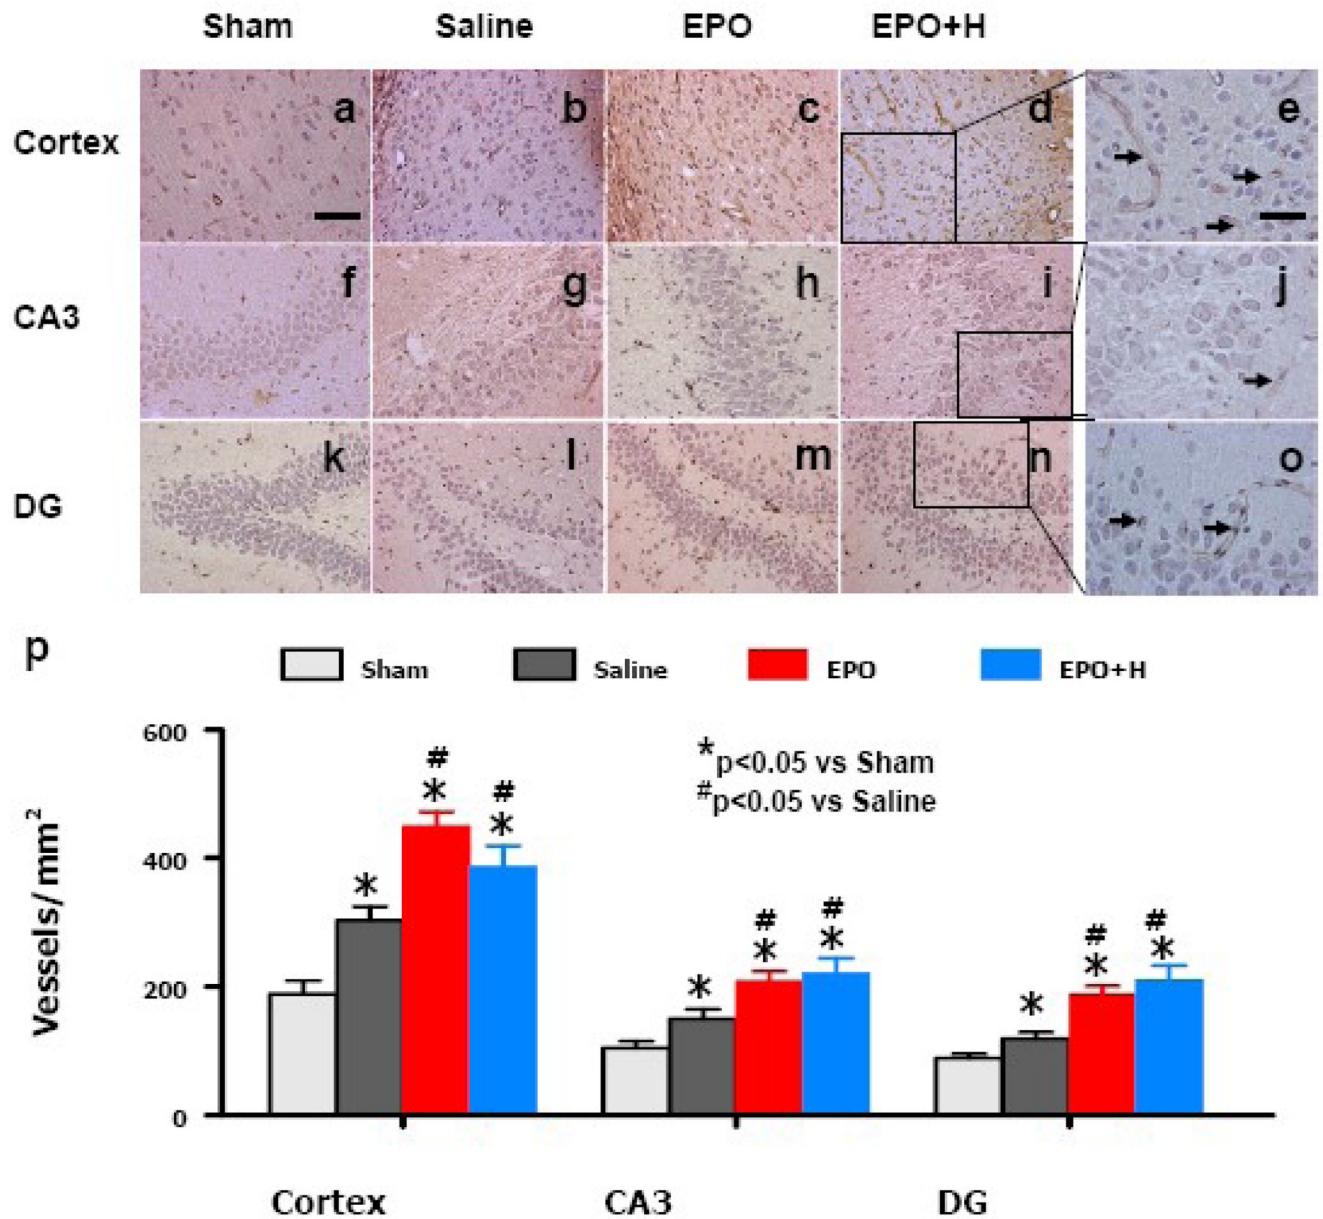 Sham Saline EPO EPO+H
Cortex a b c d e
CA3 f g h i j
DG k l m n o
p
Sham Saline EPO EPO+H
600
*p<0.05 vs Sham
#p<0.05 vs Saline
# #
* * *
400
# # # #
* * * * * *
200
0
Vessels/mm²
Cortex CA3 DG